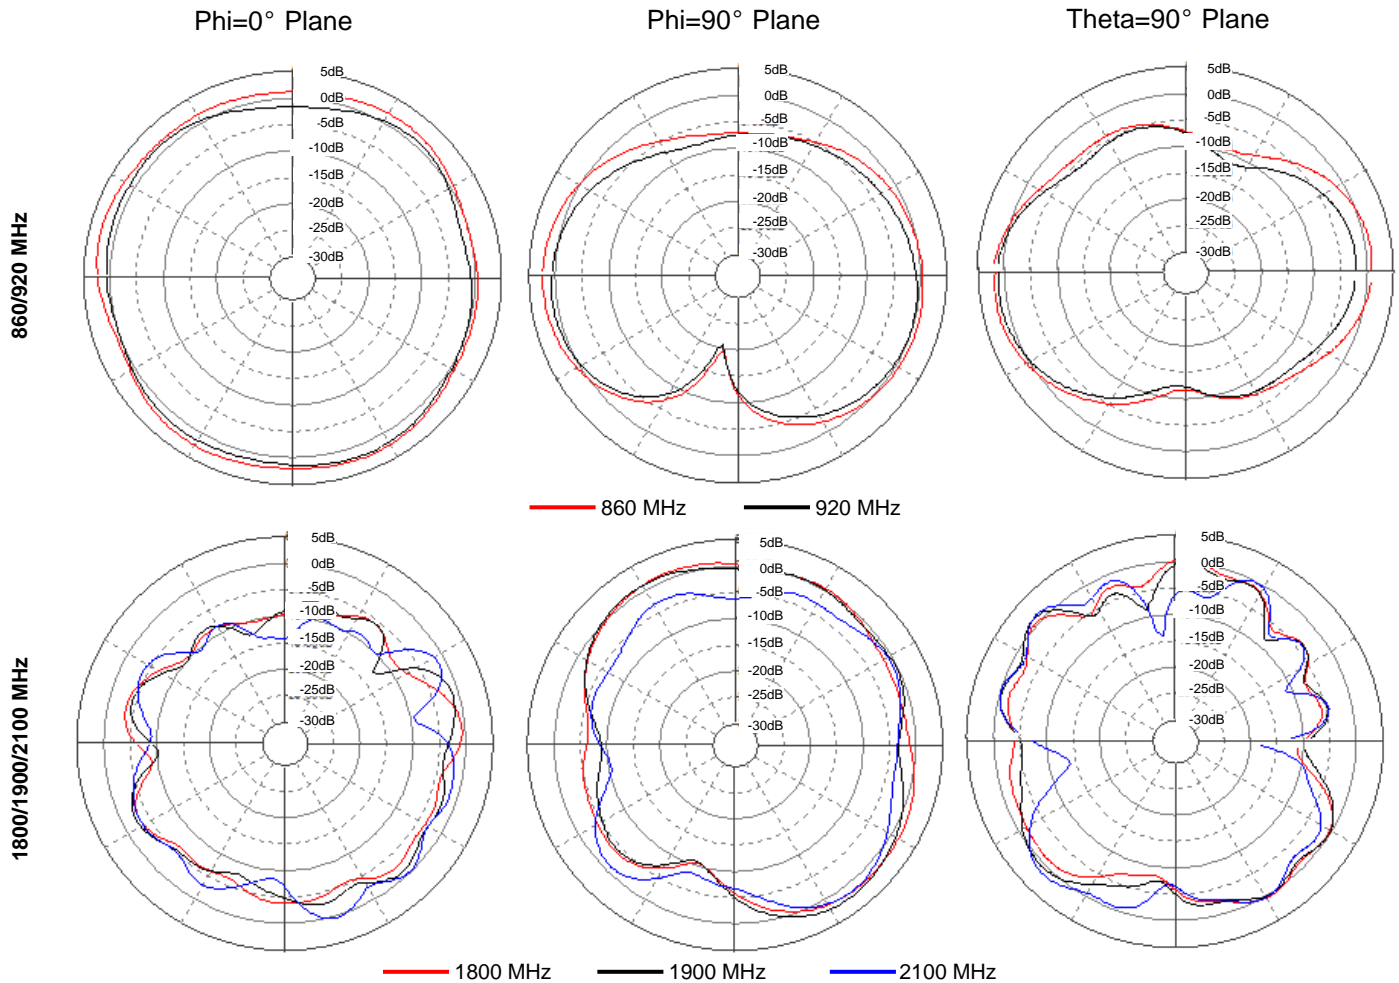 Phi=0° Plane
Phi=90° Plane
Theta=90° Plane
860/920 MHz
5dB
0dB
-5dB
-10dB
-15dB
-20dB
-25dB
-30dB
5dB
0dB
-5dB
-10dB
-15dB
-20dB
-25dB
-30dB
5dB
0dB
-5dB
-10dB
-15dB
-20dB
-25dB
-30dB
860 MHz
920 MHz
1800/1900/2100 MHz
5dB
0dB
-5dB
-10dB
-15dB
-20dB
-25dB
-30dB
5dB
0dB
-5dB
-10dB
-15dB
-20dB
-25dB
-30dB
5dB
0dB
-5dB
-10dB
-15dB
-20dB
-25dB
-30dB
1800 MHz
1900 MHz
2100 MHz